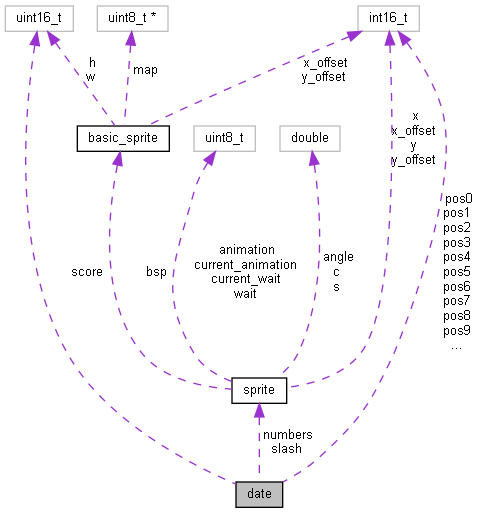 uint16_t
uint8_t *
int16_t
h
w
map
x_offset
y_offset
basic_sprite
uint8_t
double
x
x_offset
y
y_offset
pos0
pos1
pos2
pos3
pos4
pos5
pos6
pos7
pos8
pos9
...
score
bsp
animation
current_animation
current_wait
wait
angle
c
s
sprite
numbers
slash
date